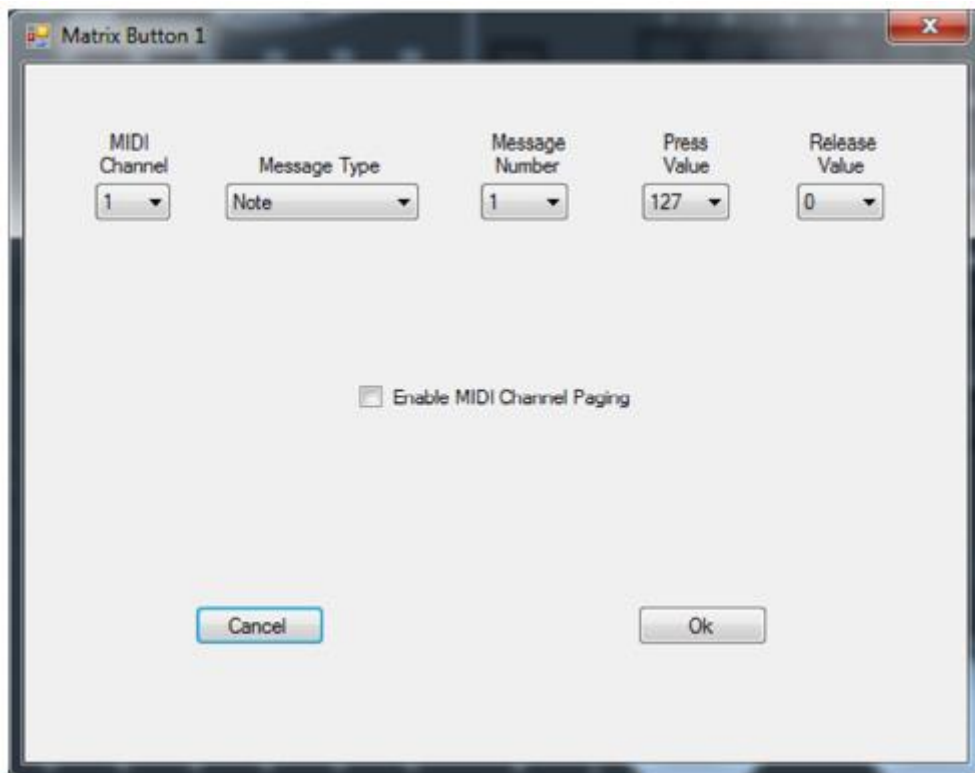 Matrix Button 1
MIDI Channel
Message Type
Message Number
Press Value
Release Value
1
Note
1
127
0
Enable MIDI Channel Paging
Cancel
Ok